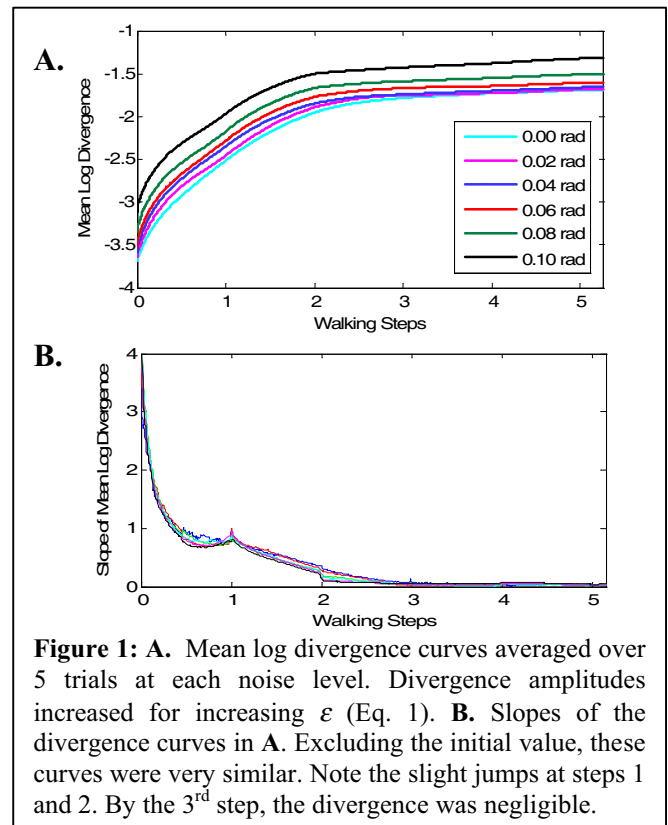 A.
-1
-1.5
-2
-2.5
-3
-3.5
-4
Mean Log Divergence
0.00 rad
0.02 rad
0.04 rad
0.06 rad
0.08 rad
0.10 rad
0 1 2 3 4 5
Walking Steps
B.
4
3
2
1
0
Slope of Mean Log Divergence
0 1 2 3 4 5
Walking Steps
Figure 1: A. Mean log divergence curves averaged over
5 trials at each noise level. Divergence amplitudes
increased for increasing ε (Eq. 1). B. Slopes of the
divergence curves in A. Excluding the initial value, these
curves were very similar. Note the slight jumps at steps 1
and 2. By the 3rd step, the divergence was negligible.